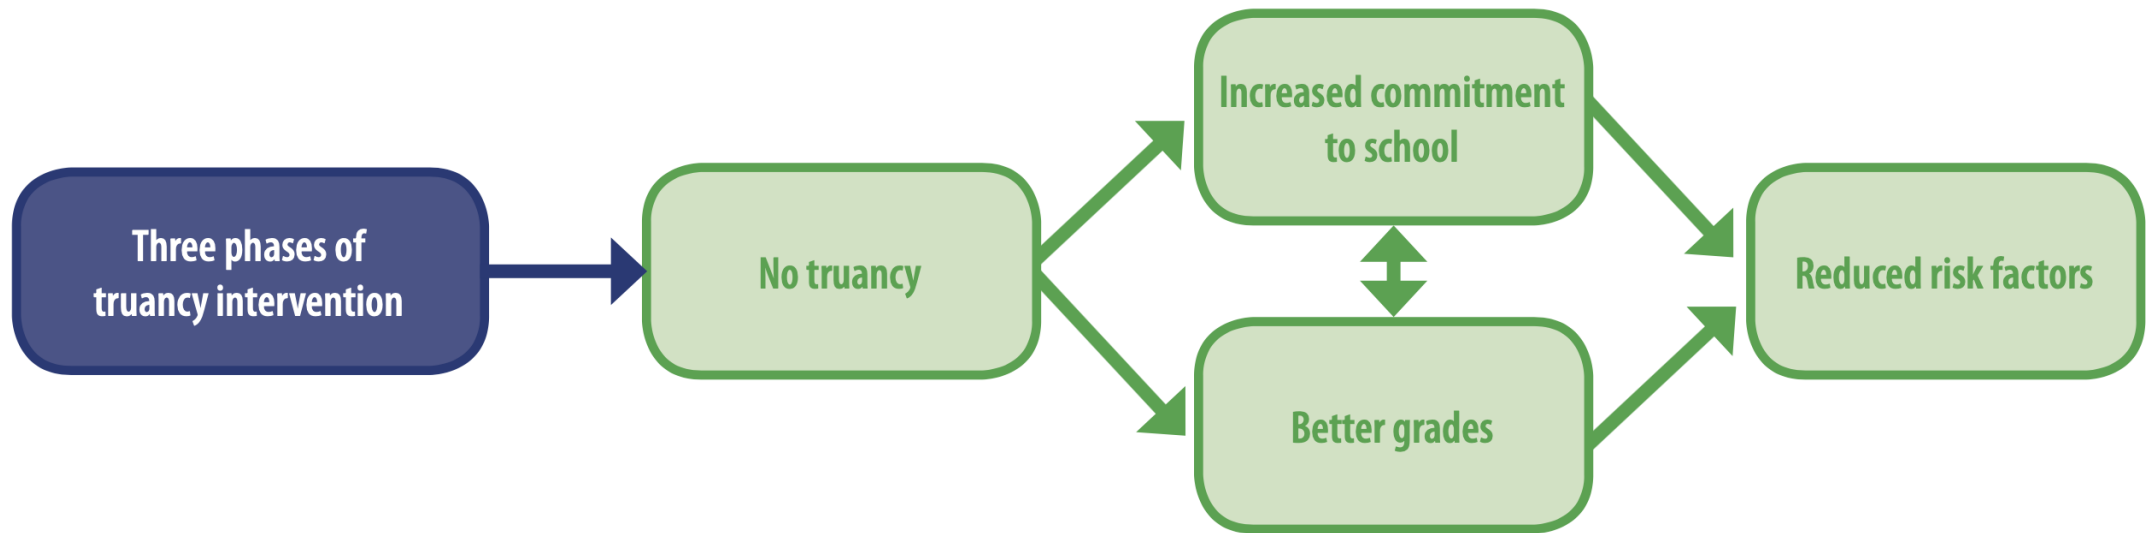 Three phases of
truancy intervention
No truancy
Increased commitment
to school
Better grades
Reduced risk factors